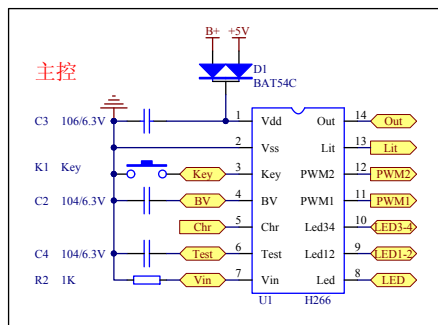 B+ +5V
主控
D1
BAT54C
C3 106/6.3V 1 Vdd Out 14 Out
2 Vss Lit 13 Lit
K1 Key Key 3 Key PWM2 12 PWM2
C2 104/6.3V BV 4 BV PWM1 11 PWM1
Chr 5 Chr Led34 10 LED3-4
C4 104/6.3V Test 6 Test Led12 9 LED1-2
R2 1K Vin 7 Vin Led 8 LED
U1 H266